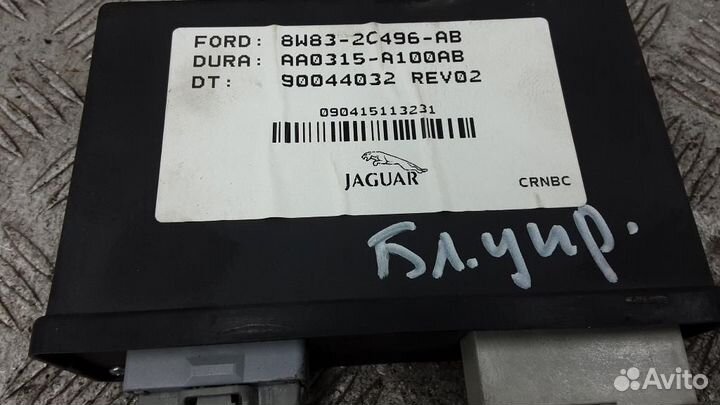 FORD: 8W83-2C496-AB
DURA: AA0315-A100AB
DT: 90044032 REV02
090415113231
JAGUAR
CRNBC
Бл.упр.
Avito